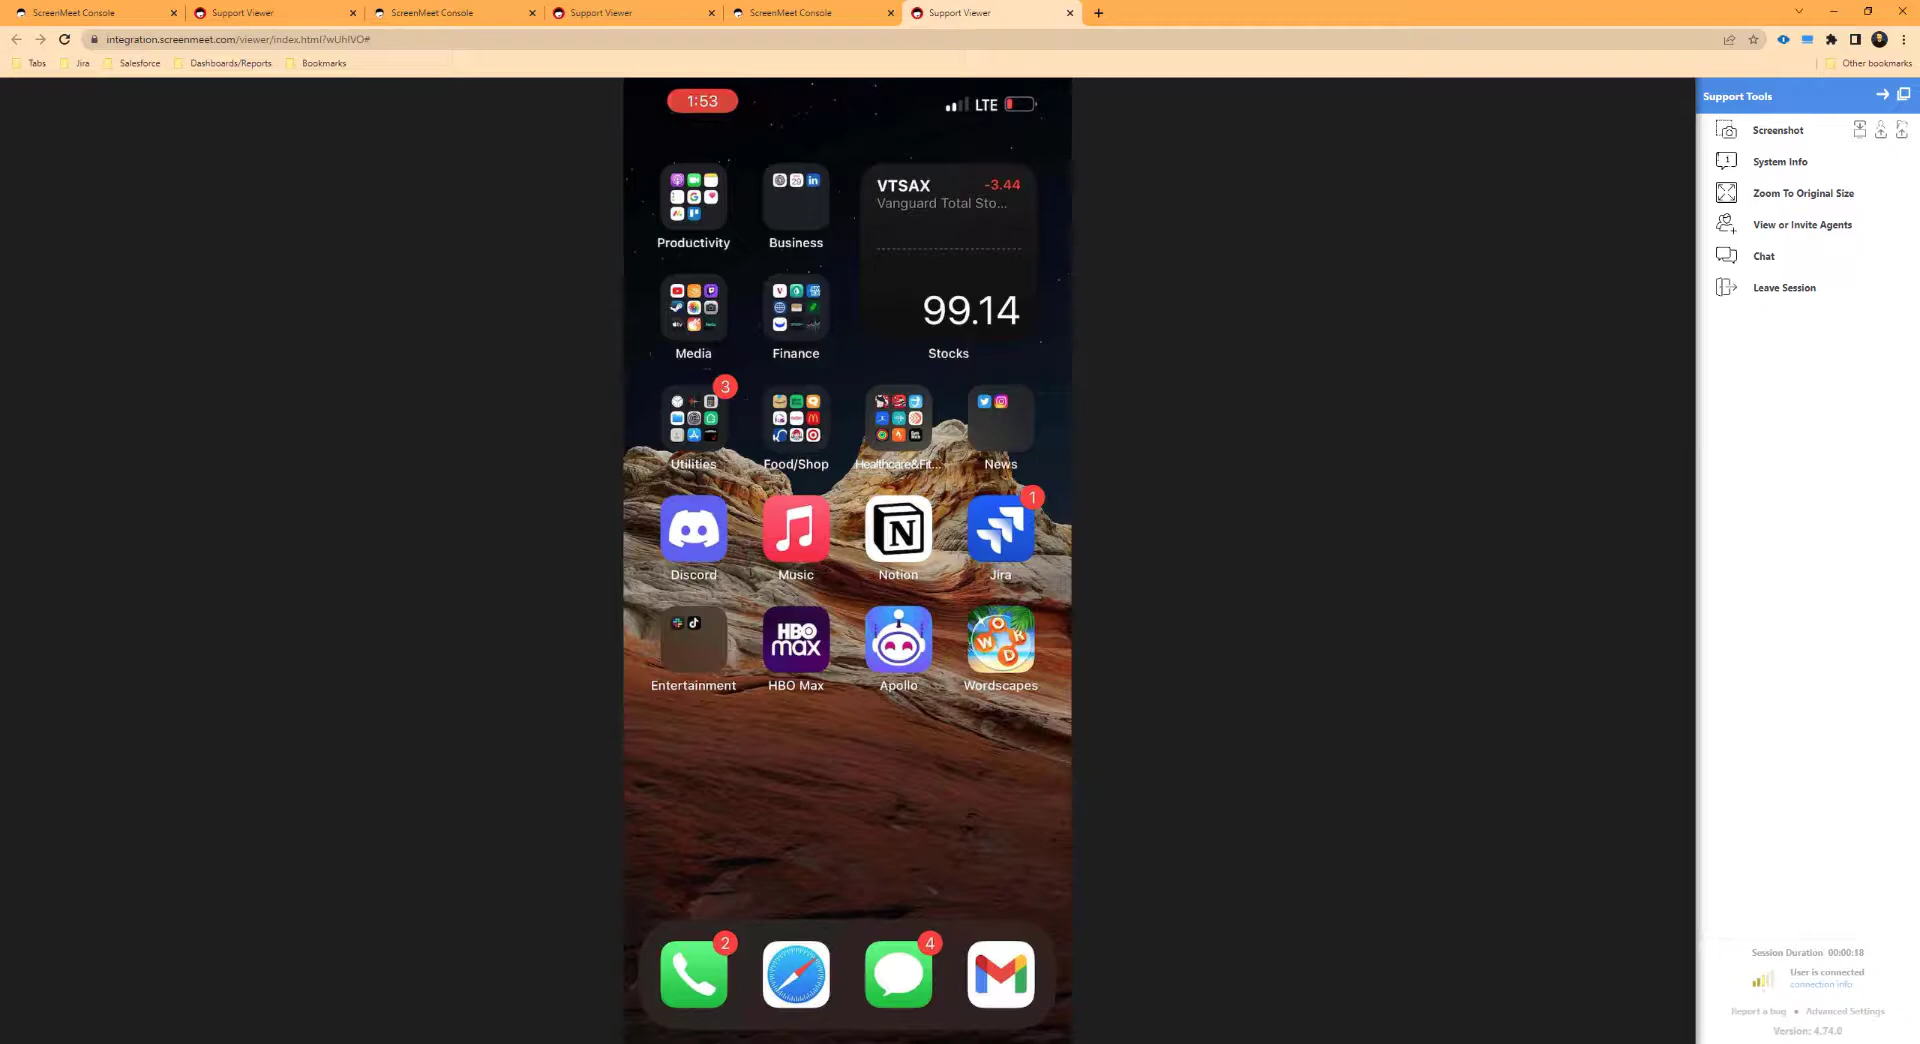 ScreenMeet Console
Support Viewer
ScreenMeet Console
Support Viewer
ScreenMeet Console
Support Viewer
integration.screenmeet.com/viewer/index.html?wUhIVO#
Tabs
Jira
Salesforce
Dashboards/Reports
Bookmarks
Other bookmarks
1:53
LTE
Productivity
Business
VTSAX
-3.44
Vanguard Total Sto...
99.14
Stocks
Media
Finance
3
Utilities
Food/Shop
Healthcare&Fit...
News
Discord
Music
N
Notion
1
Jira
Entertainment
HBO
max
HBO Max
Apollo
W O R D
Wordscapes
2
4
Support Tools
Screenshot
System Info
Zoom To Original Size
View or Invite Agents
Chat
Leave Session
Session Duration 00:00:18
User is connected
connection info
Report a bug • Advanced Settings
Version: 4.74.0